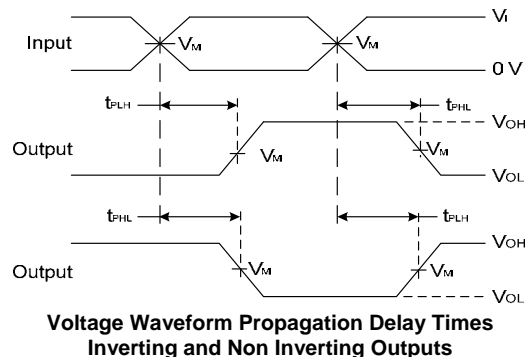 Input
VM
VM
VI
0 V
tPLH
tPHL
Output
VM
VM
VOH
VOL
tPHL
tPLH
Output
VM
VM
VOH
VOL
Voltage Waveform Propagation Delay Times
Inverting and Non Inverting Outputs